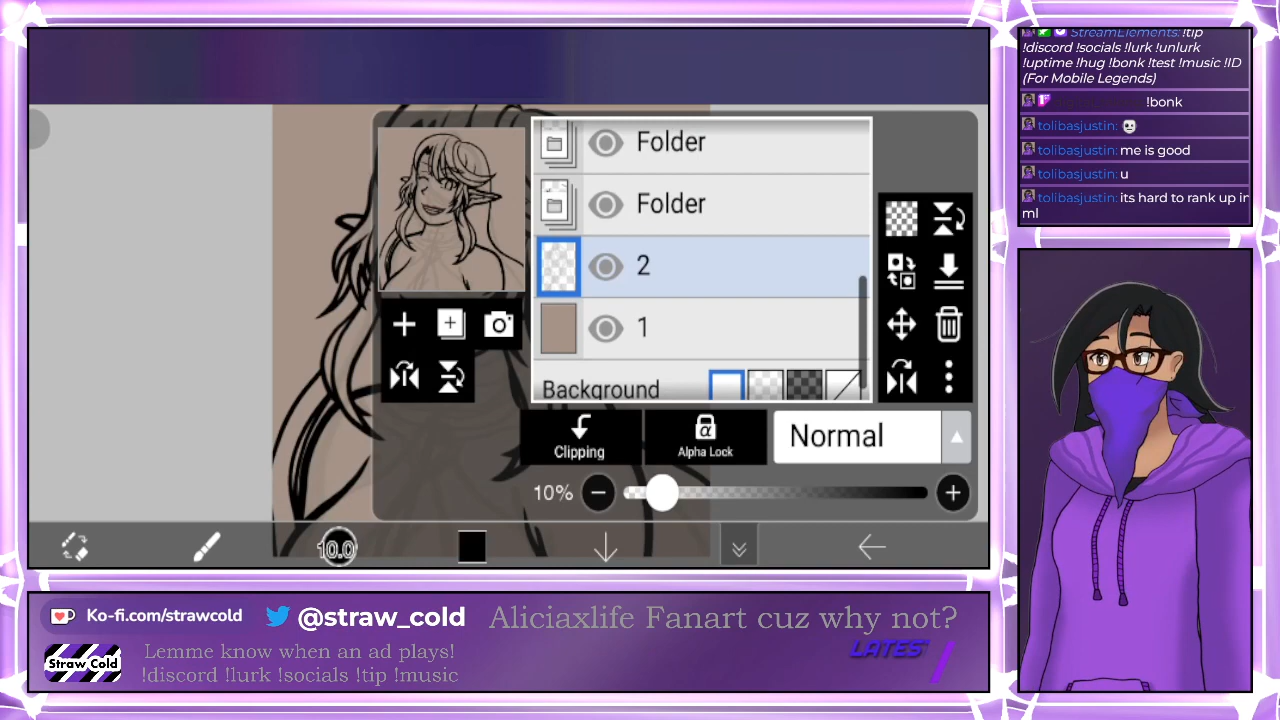 Folder
Folder
2
1
Background
Clipping
Alpha Lock
Normal
10%
10.0
StreamElements: !tip
!discord !socials !lurk !unlurk
!uptime !hug !bonk !test !music !ID
(For Mobile Legends)
!bonk
tolibasjustin:
tolibasjustin: me is good
tolibasjustin: u
tolibasjustin: its hard to rank up in
ml
Ko-fi.com/strawcold
@straw_cold
Aliciaxlife Fanart cuz why not?
Straw Cold
Lemme know when an ad plays!
!discord !lurk !socials !tip !music
LATES